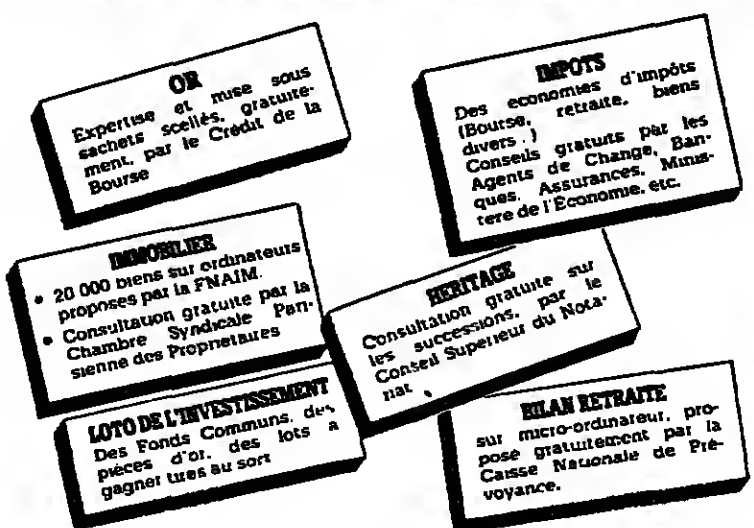 OR
Expertise et mise sous
sachets scellés, gratuite-
ment, par le Crédit de la
Bourse
IMPOTS
Des economies d'impôts
(Bourse, retraite, biens
divers.)
Conseils gratuits par les
Agents de Change, Ban-
ques, Assurances, Minis-
tere de l'Économie, etc.
IMMOBILIER
• 20 000 biens sur ordinateurs
proposes par la FNAIM.
• Consultation gratuite par la
Chambre Syndicale Pari-
sienne des Proprietaires
HERITAGE
Consultation gratuite sur
les successions, par le
Conseil Superieur du Nota-
riat
LOTO DE L'INVESTISSEMENT
Des Fonds Communs, des
pièces d'or, des lots a
gagner tires au sort
BILAN RETRAITE
sur micro-ordinateur, pro-
posé gratuitement par la
Caisse Nationale de Pré-
voyance.